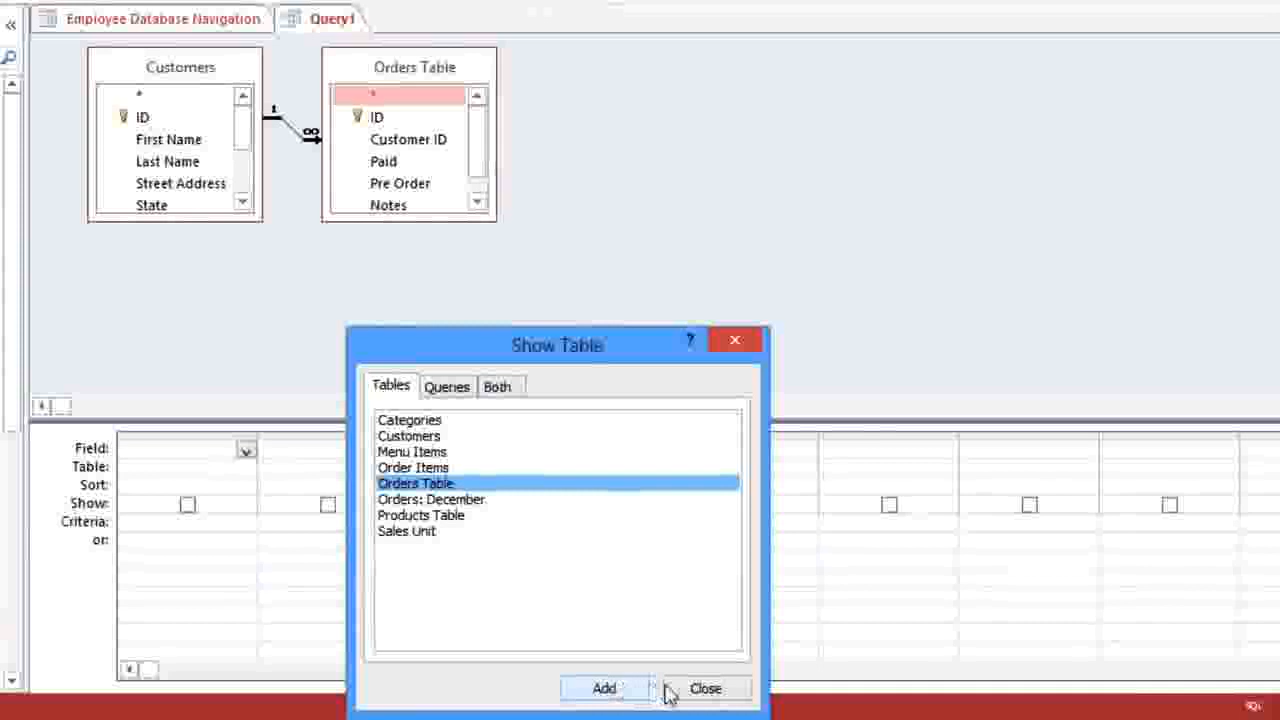 Employee Database Navigation Query1
Customers
*
ID
First Name
Last Name
Street Address
State
1 ∞
Orders Table
*
ID
Customer ID
Paid
Pre Order
Notes
Show Table
? x
Tables Queries Both
Categories
Customers
Menu Items
Order Items
Orders Table
Orders: December
Products Table
Sales Unit
Add Close
Field:
Table:
Sort:
Show:
Criteria:
or:
SQL